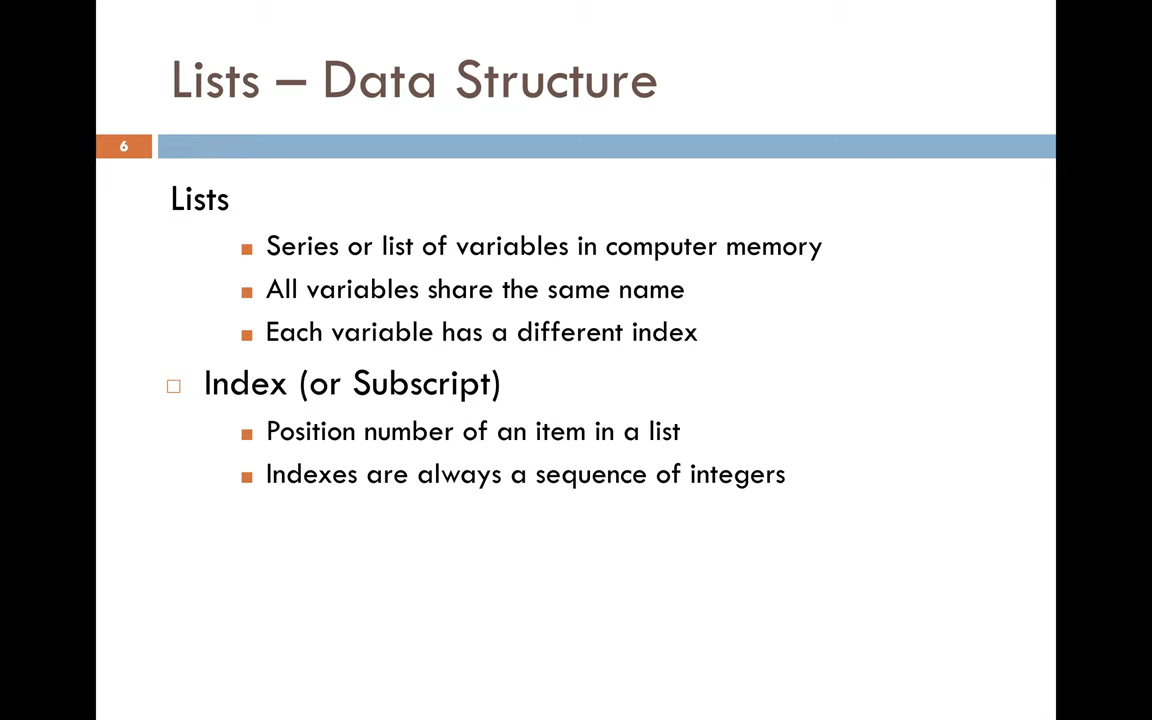 Lists – Data Structure
6
Lists
Series or list of variables in computer memory
All variables share the same name
Each variable has a different index
Index (or Subscript)
Position number of an item in a list
Indexes are always a sequence of integers